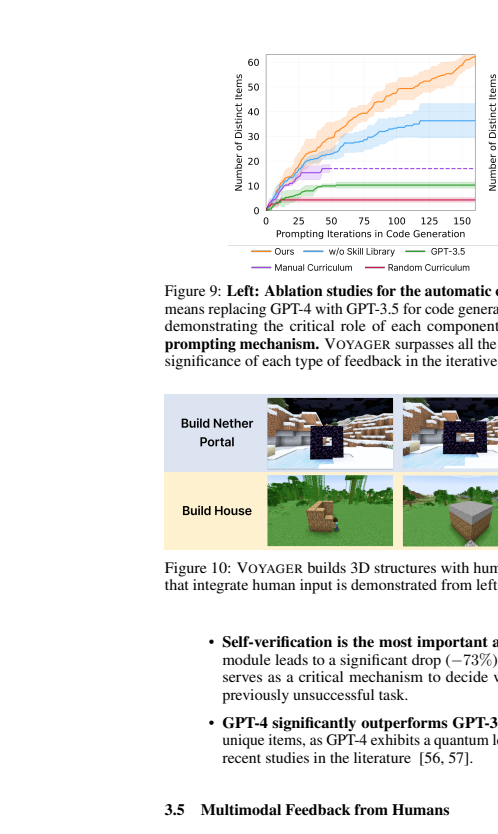 60
50
40
30
20
10
0
Number of Distinct Items
Number of Distinct Items
0 25 50 75 100 125 150
Prompting Iterations in Code Generation
Ours w/o Skill Library GPT-3.5
Manual Curriculum Random Curriculum
Figure 9: Left: Ablation studies for the automatic
means replacing GPT-4 with GPT-3.5 for code genera
demonstrating the critical role of each component
prompting mechanism. VOYAGER surpasses all the
significance of each type of feedback in the iterative
Build Nether
Portal
Build House
Figure 10: VOYAGER builds 3D structures with hum
that integrate human input is demonstrated from left
• Self-verification is the most important a
module leads to a significant drop (−73%)
serves as a critical mechanism to decide
previously unsuccessful task.
• GPT-4 significantly outperforms GPT-3
unique items, as GPT-4 exhibits a quantum le
recent studies in the literature [56, 57].
3.5 Multimodal Feedback from Humans